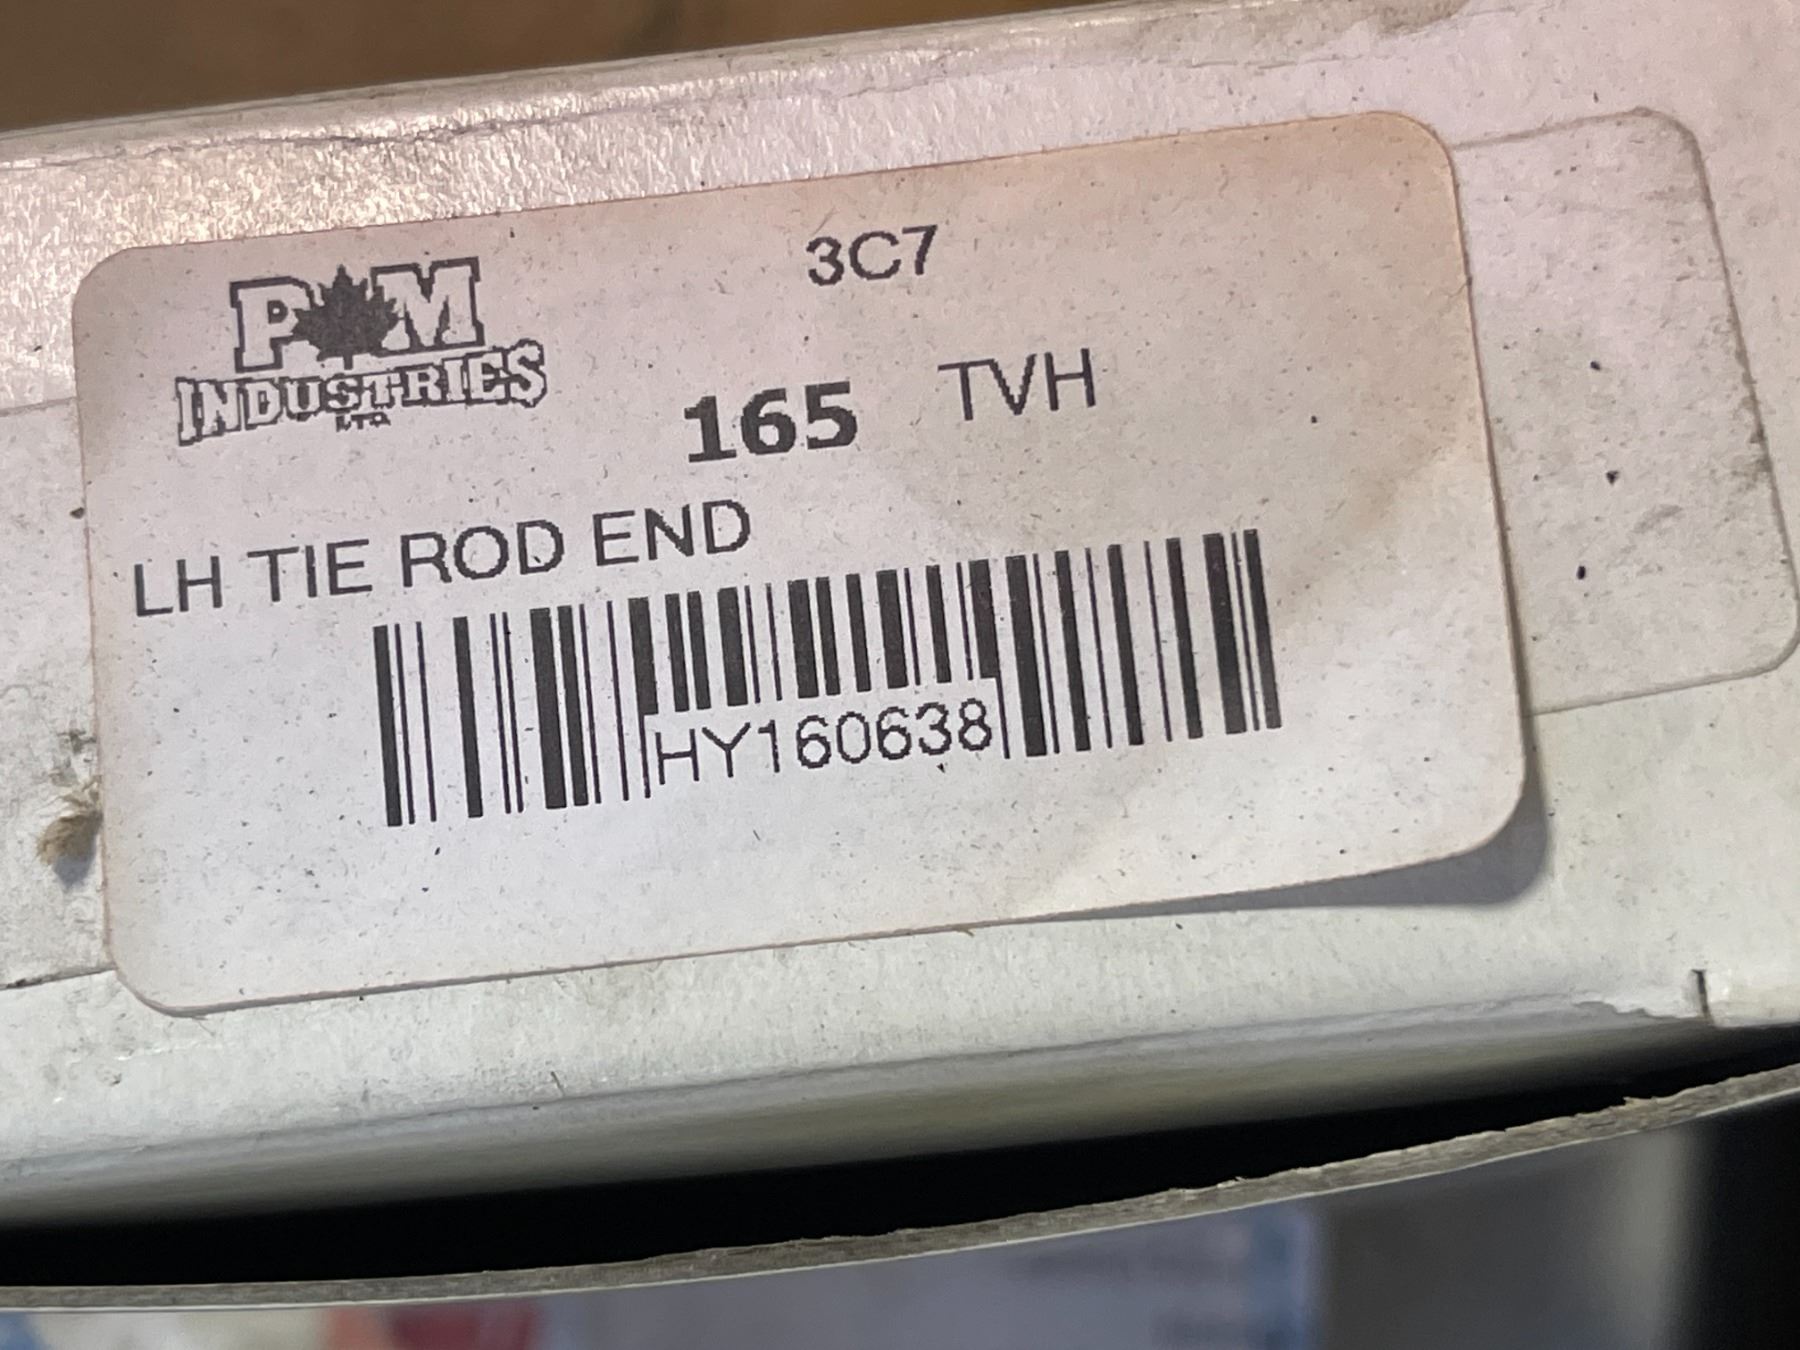 3C7
P M
INDUSTRIES
LTD.
165 TVH
LH TIE ROD END
HY160638